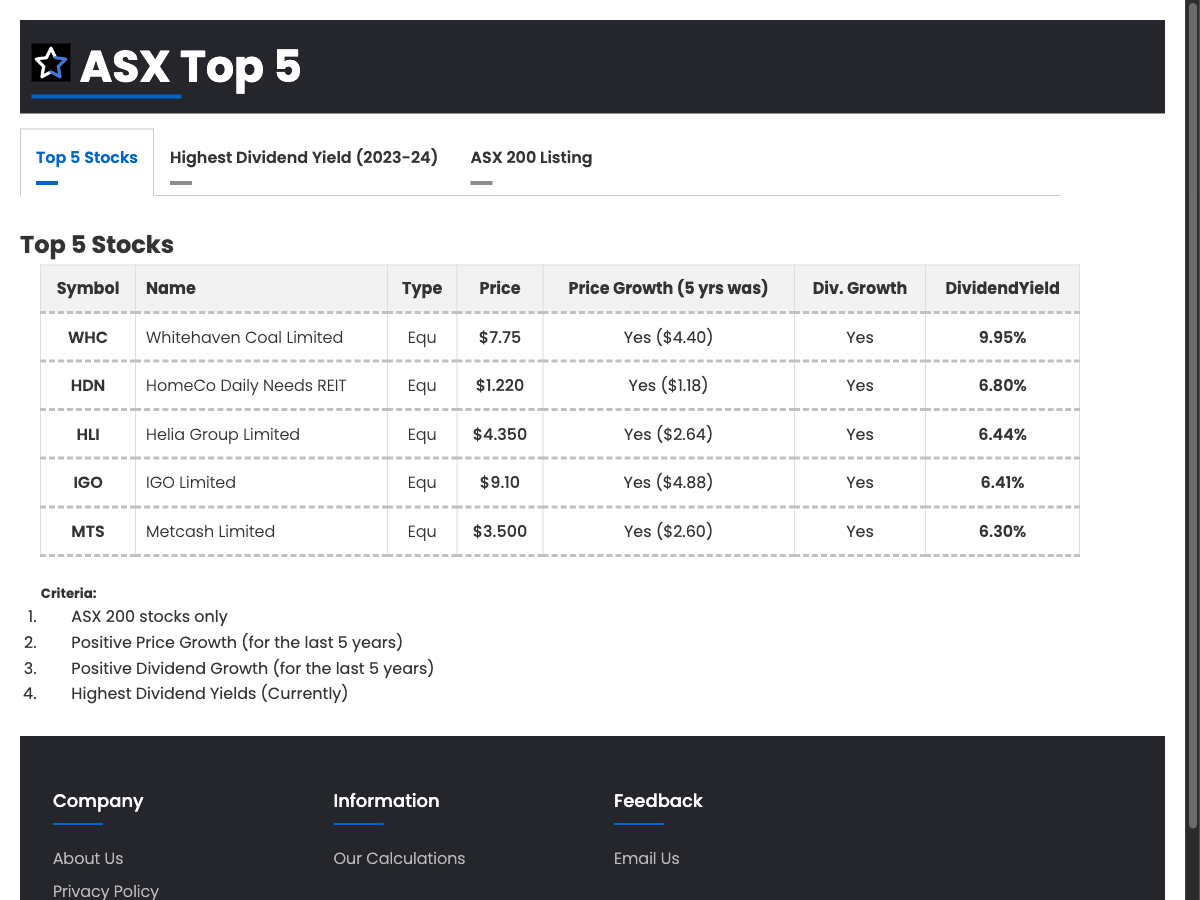 ASX Top 5
Top 5 Stocks Highest Dividend Yield (2023-24) ASX 200 Listing
Top 5 Stocks
Symbol Name Type Price Price Growth (5 yrs was) Div. Growth DividendYield
WHC Whitehaven Coal Limited Equ $7.75 Yes ($4.40) Yes 9.95%
HDN HomeCo Daily Needs REIT Equ $1.220 Yes ($1.18) Yes 6.80%
HLI Helia Group Limited Equ $4.350 Yes ($2.64) Yes 6.44%
IGO IGO Limited Equ $9.10 Yes ($4.88) Yes 6.41%
MTS Metcash Limited Equ $3.500 Yes ($2.60) Yes 6.30%
Criteria:
1. ASX 200 stocks only
2. Positive Price Growth (for the last 5 years)
3. Positive Dividend Growth (for the last 5 years)
4. Highest Dividend Yields (Currently)
Company Information Feedback
About Us Our Calculations Email Us
Privacy Policy